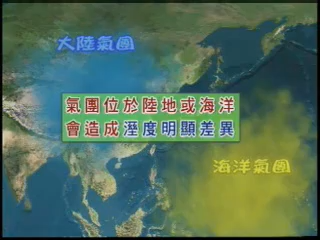 大陸氣團
氣團位於陸地或海洋
會造成溼度明顯差異
海洋氣團